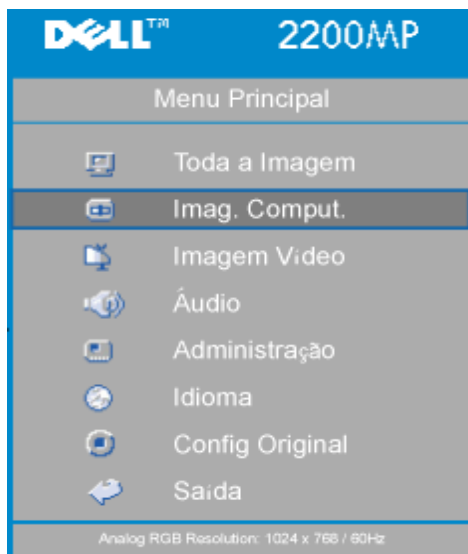 DELL™ 2200MP
Menu Principal
Toda a Imagem
Imag. Comput.
Imagem Vídeo
Áudio
Administração
Idioma
Config Original
Saída
Analog RGB Resolution: 1024 x 768 / 60Hz